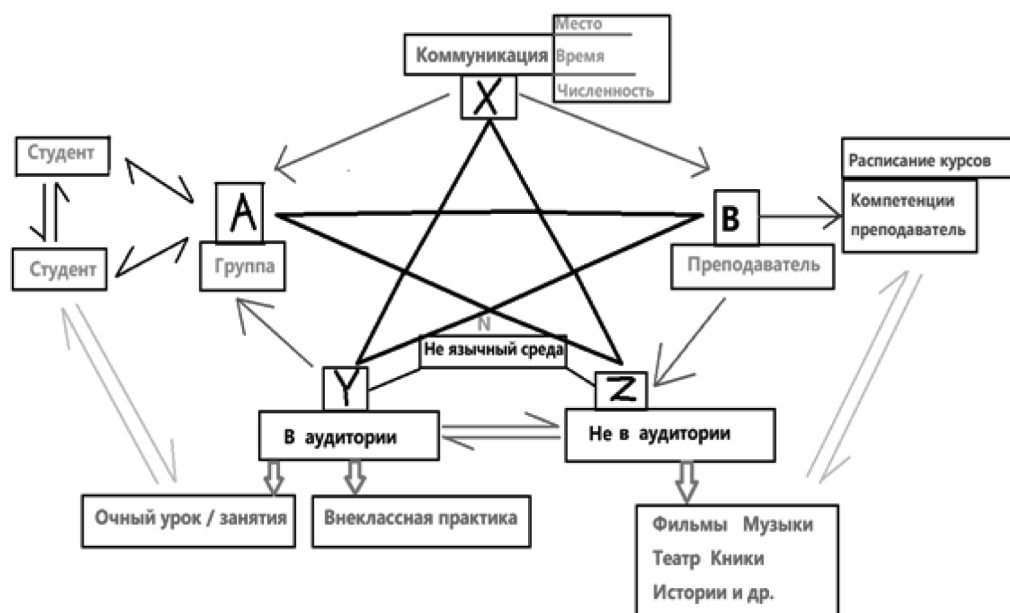 Место
Коммуникация
Время
Численность
X
Студент
Расписание курсов
A
B
Компетенции
преподаватель
Студент
Группа
Преподаватель
N
Не язычный среда
Y
Z
В аудитории
Не в аудитории
Очный урок / занятия
Внеклассная практика
Фильмы Музыки
Театр Кники
Истории и др.